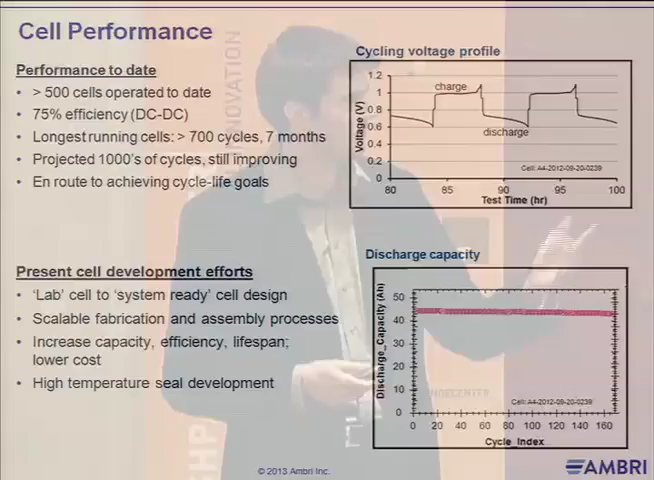 Cell Performance
Performance to date
• > 500 cells operated to date
• 75% efficiency (DC-DC)
• Longest running cells: > 700 cycles, 7 months
• Projected 1000's of cycles, still improving
• En route to achieving cycle-life goals
Present cell development efforts
• 'Lab' cell to 'system ready' cell design
• Scalable fabrication and assembly processes
• Increase capacity, efficiency, lifespan;
lower cost
• High temperature seal development
Cycling voltage profile
Voltage (V)
1.2
1
0.8
0.6
0.4
0.2
0
charge
discharge
Cell: A4-2012-09-20-0239
80 85 90 95 100
Test Time (hr)
Discharge capacity
Discharge_Capacity (Ah)
50
40
30
20
10
0
Cell: A4-2012-09-20-0239
0 20 40 60 80 100 120 140 160
Cycle_Index
INNOVATION
© 2013 Ambri Inc.
AMBRI